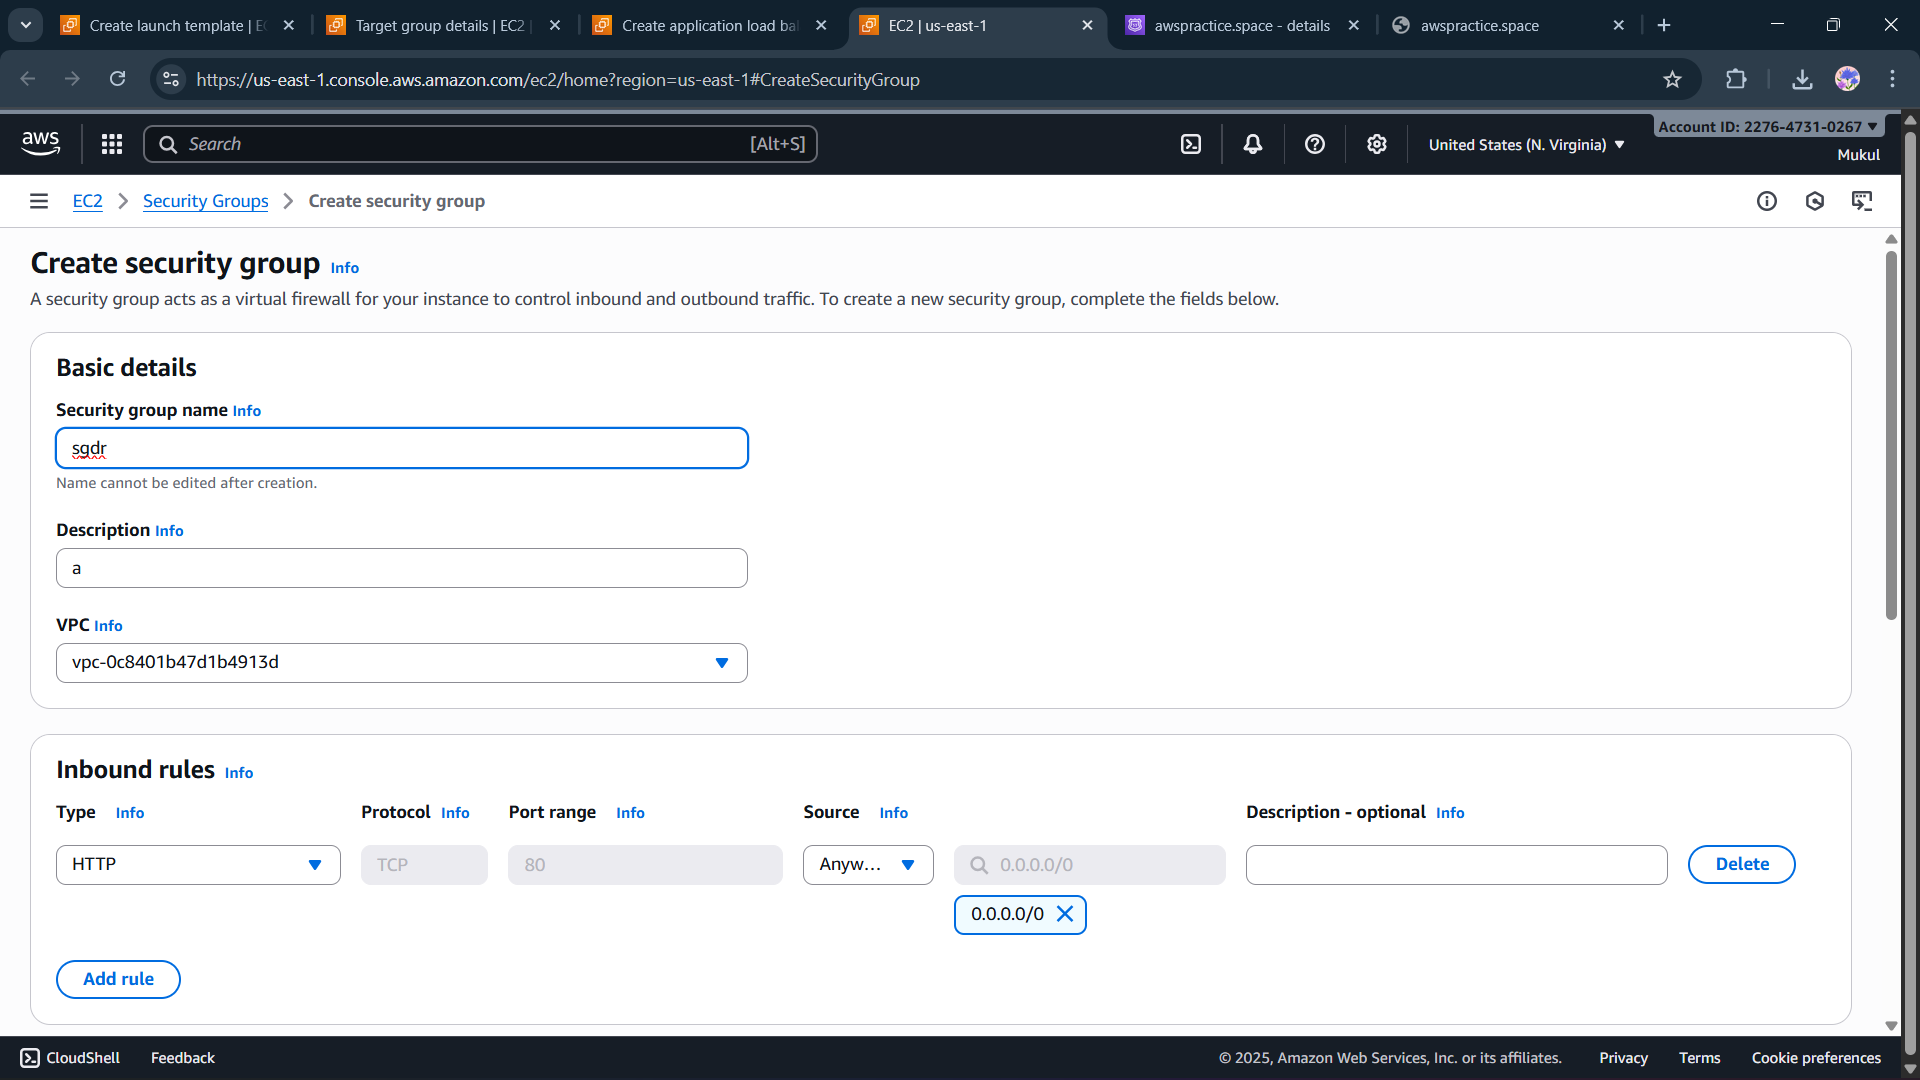 Create launch template | EC
Target group details | EC2 |
Create application load bal
EC2 | us-east-1
awspractice.space - details
awspractice.space
https://us-east-1.console.aws.amazon.com/ec2/home?region=us-east-1#CreateSecurityGroup
aws
Search
[Alt+S]
United States (N. Virginia)
Account ID: 2276-4731-0267
Mukul
EC2
Security Groups
Create security group
Create security group Info
A security group acts as a virtual firewall for your instance to control inbound and outbound traffic. To create a new security group, complete the fields below.
Basic details
Security group name Info
sgdr
Name cannot be edited after creation.
Description Info
a
VPC Info
vpc-0c8401b47d1b4913d
Inbound rules Info
Type Info Protocol Info Port range Info Source Info Description - optional Info
HTTP TCP 80 Anyw... 0.0.0.0/0 Delete
0.0.0.0/0
Add rule
CloudShell Feedback © 2025, Amazon Web Services, Inc. or its affiliates. Privacy Terms Cookie preferences